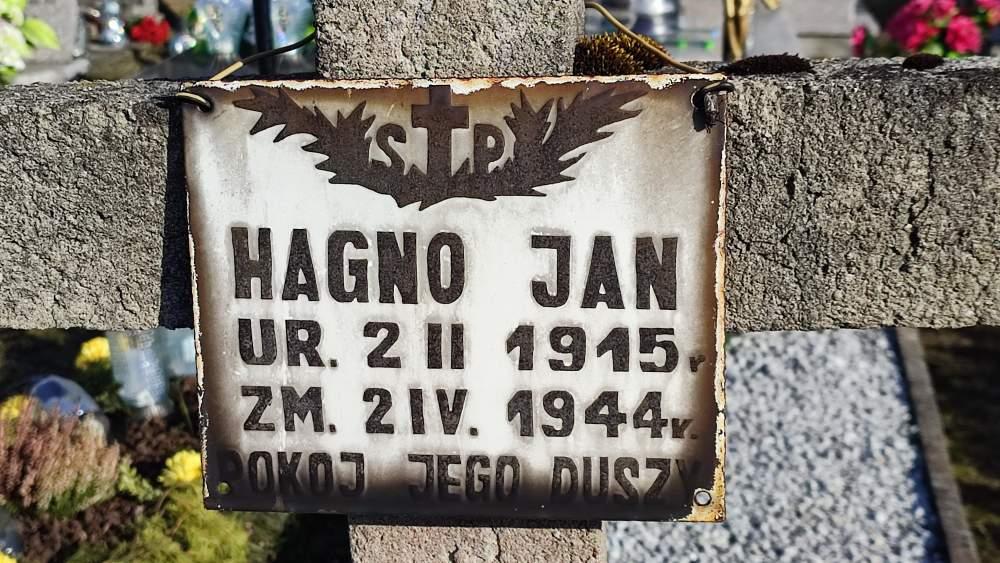 S P
HAGNO JAN
UR. 2 II 1915 r
ZM. 2 IV. 1944 r.
POKOJ JEGO DUSZY